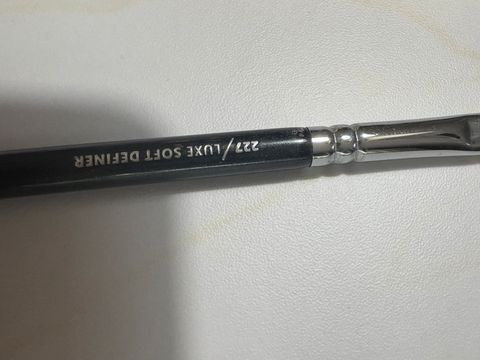 227/LUXE SOFT DEFINER